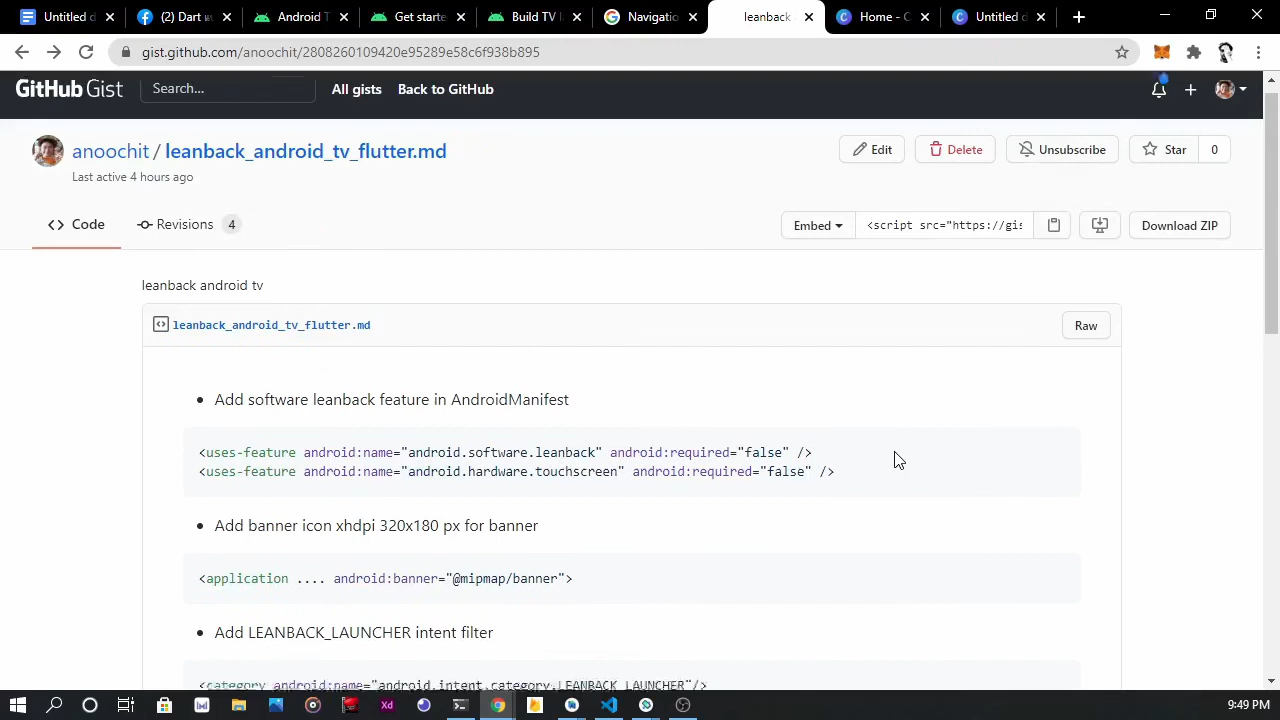 Untitled d
(2) Dart w
Android T
Get starte
Build TV l
Navigatio
leanback
Home - C
Untitled d
gist.github.com/anoochit/2808260109420e95289e58c6f938b895
GitHub Gist
Search...
All gists
Back to GitHub
anoochit / leanback_android_tv_flutter.md
Edit
Delete
Unsubscribe
Star
0
Last active 4 hours ago
<> Code
Revisions 4
Embed
<script src="https://gis
Download ZIP
leanback android tv
leanback_android_tv_flutter.md
Raw
Add software leanback feature in AndroidManifest
<uses-feature android:name="android.software.leanback" android:required="false" />
<uses-feature android:name="android.hardware.touchscreen" android:required="false" />
Add banner icon xhdpi 320x180 px for banner
<application .... android:banner="@mipmap/banner">
Add LEANBACK_LAUNCHER intent filter
<category android:name="android.intent.category.LEANBACK_LAUNCHER"/>
Xd
9:49 PM